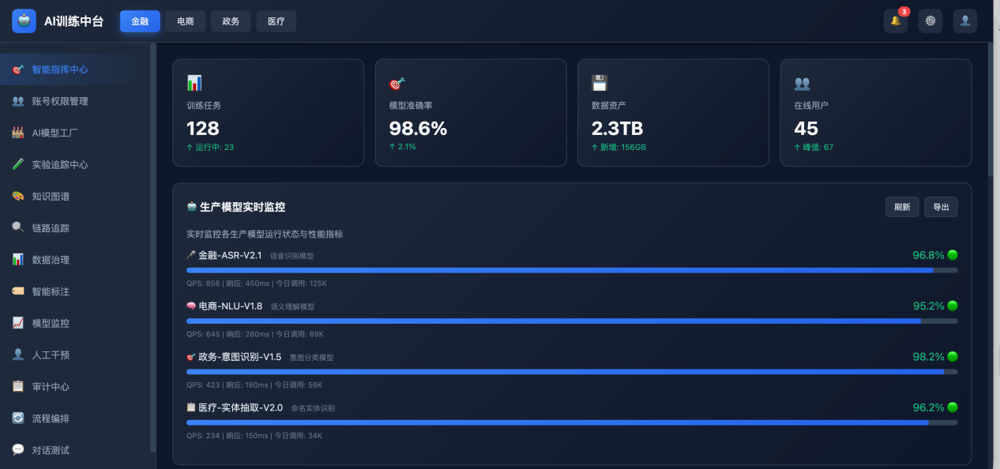 AI训练中台 金融 电商 政务 医疗 3
智能指挥中心
账号权限管理
AI模型工厂
实验追踪中心
知识图谱
链路追踪
数据治理
智能标注
模型监控
人工干预
审计中心
流程编排
对话测试
训练任务
128
↑ 运行中: 23
模型准确率
98.6%
↑ 2.1%
数据资产
2.3TB
↑ 新增: 156GB
在线用户
45
↑ 峰值: 67
生产模型实时监控 刷新 导出
实时监控各生产模型运行状态与性能指标
金融-ASR-V2.1 语音识别模型 96.8%
QPS: 856 | 响应: 450ms | 今日调用: 125K
电商-NLU-V1.8 语义理解模型 95.2%
QPS: 645 | 响应: 280ms | 今日调用: 89K
政务-意图识别-V1.5 意图分类模型 98.2%
QPS: 423 | 响应: 180ms | 今日调用: 56K
医疗-实体抽取-V2.0 命名实体识别 96.2%
QPS: 234 | 响应: 150ms | 今日调用: 34K